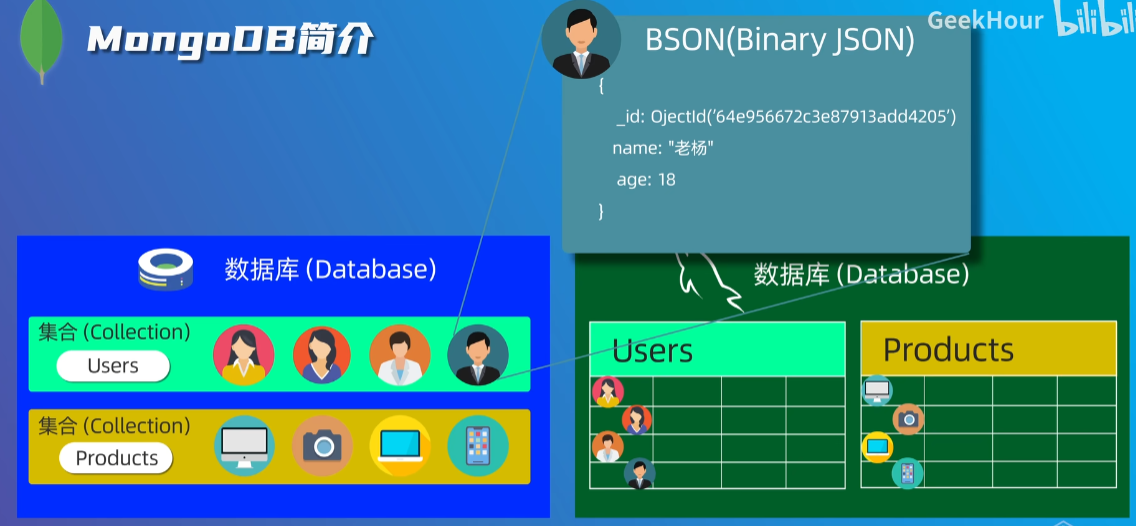 MongoDB简介
GeekHour bilibili
BSON(Binary JSON)
{
_id: OjectId('64e956672c3e87913add4205')
name: "老杨"
age: 18
}
数据库 (Database)
集合 (Collection)
Users
集合 (Collection)
Products
数据库 (Database)
Users
Products